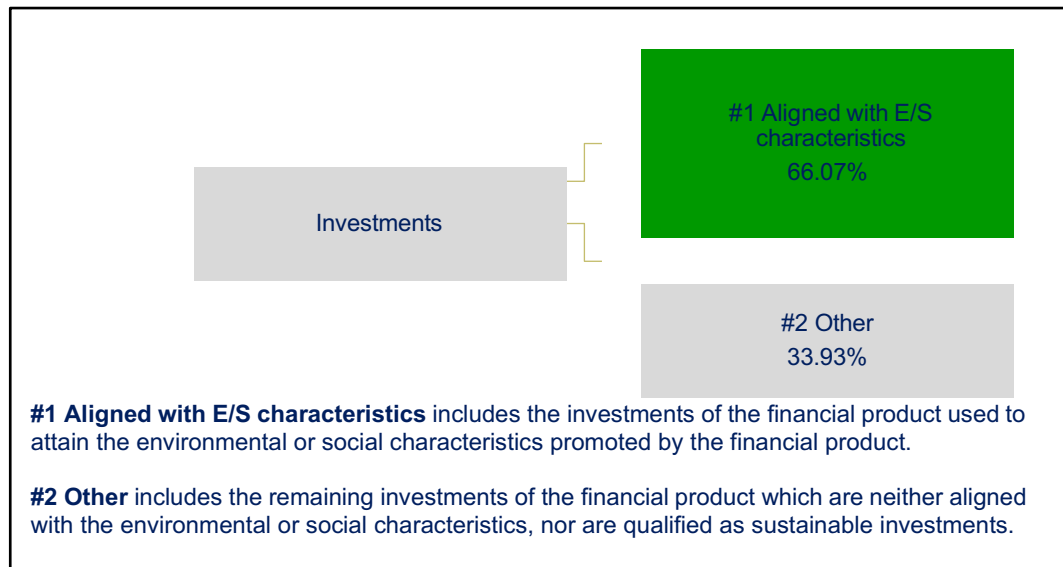 #1 Aligned with E/S
characteristics
66.07%
Investments
#2 Other
33.93%
#1 Aligned with E/S characteristics includes the investments of the financial product used to
attain the environmental or social characteristics promoted by the financial product.
#2 Other includes the remaining investments of the financial product which are neither aligned
with the environmental or social characteristics, nor are qualified as sustainable investments.